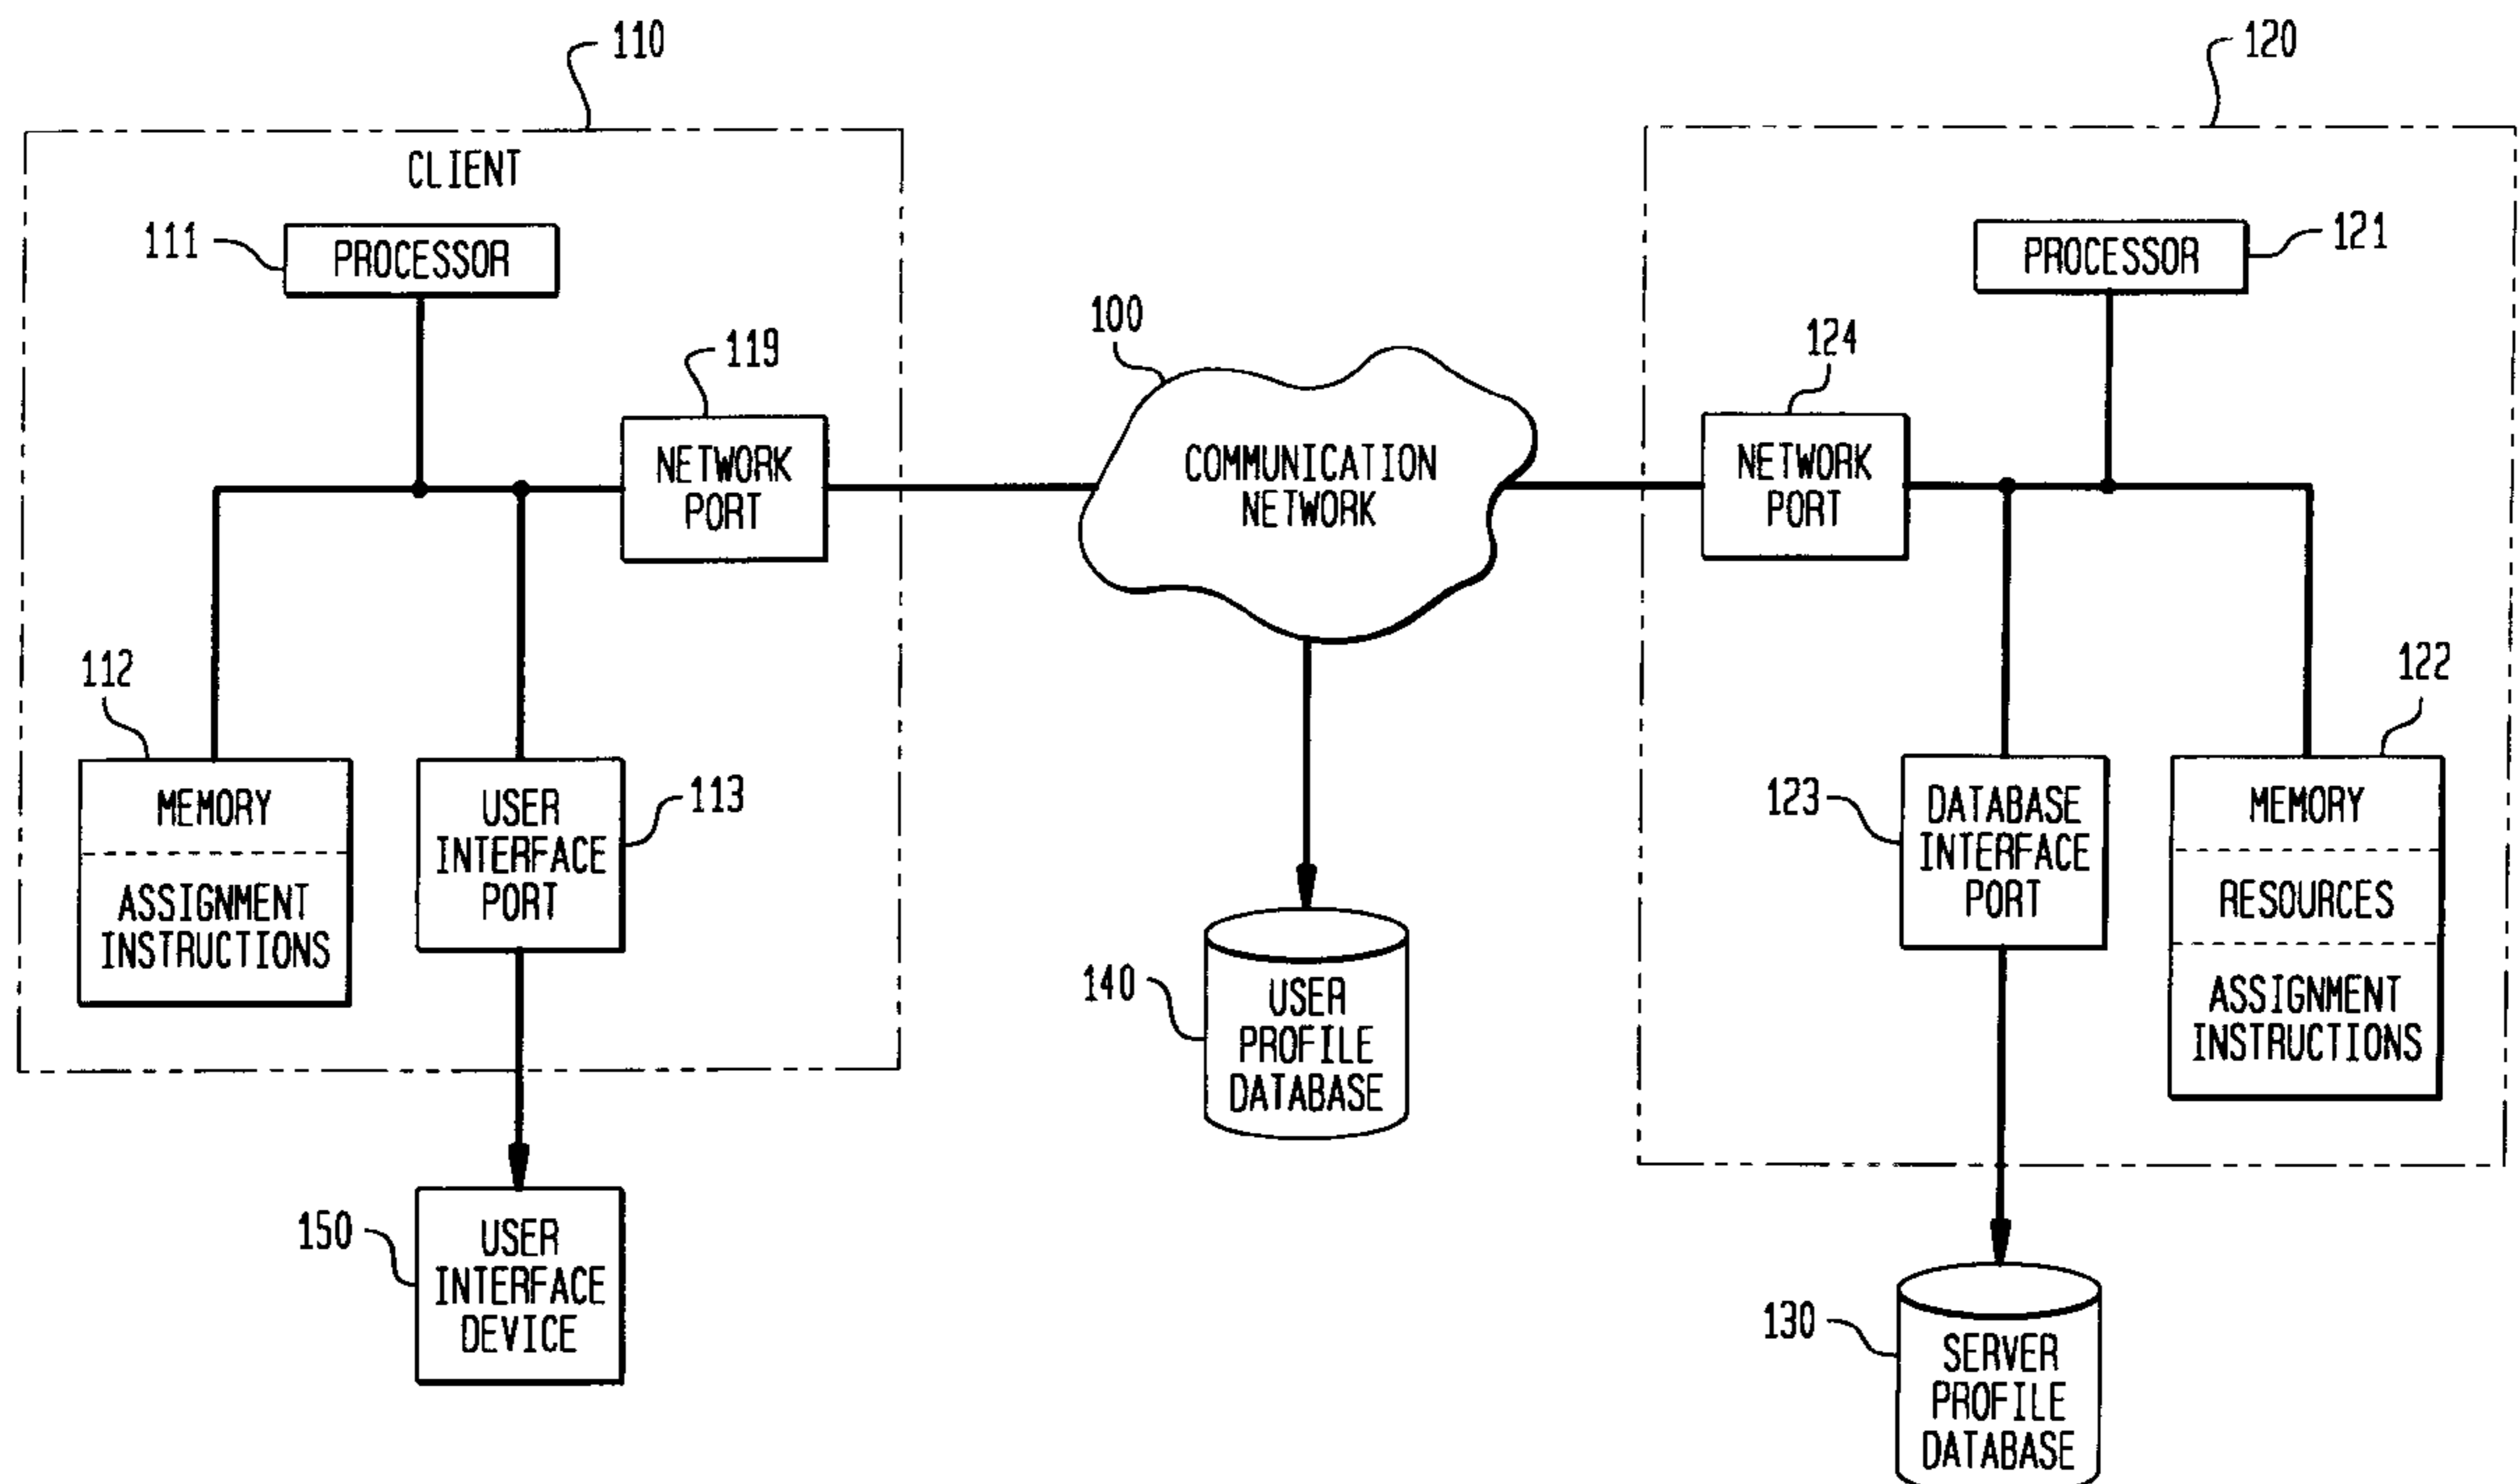 110
120
CLIENT
111
PROCESSOR
PROCESSOR
121
119
100
124
NETWORK
PORT
COMMUNICATION
NETWORK
NETWORK
PORT
112
122
MEMORY
ASSIGNMENT
INSTRUCTIONS
USER
INTERFACE
PORT
113
123
DATABASE
INTERFACE
PORT
MEMORY
RESOURCES
ASSIGNMENT
INSTRUCTIONS
140
USER
PROFILE
DATABASE
150
USER
INTERFACE
DEVICE
130
SERVER
PROFILE
DATABASE